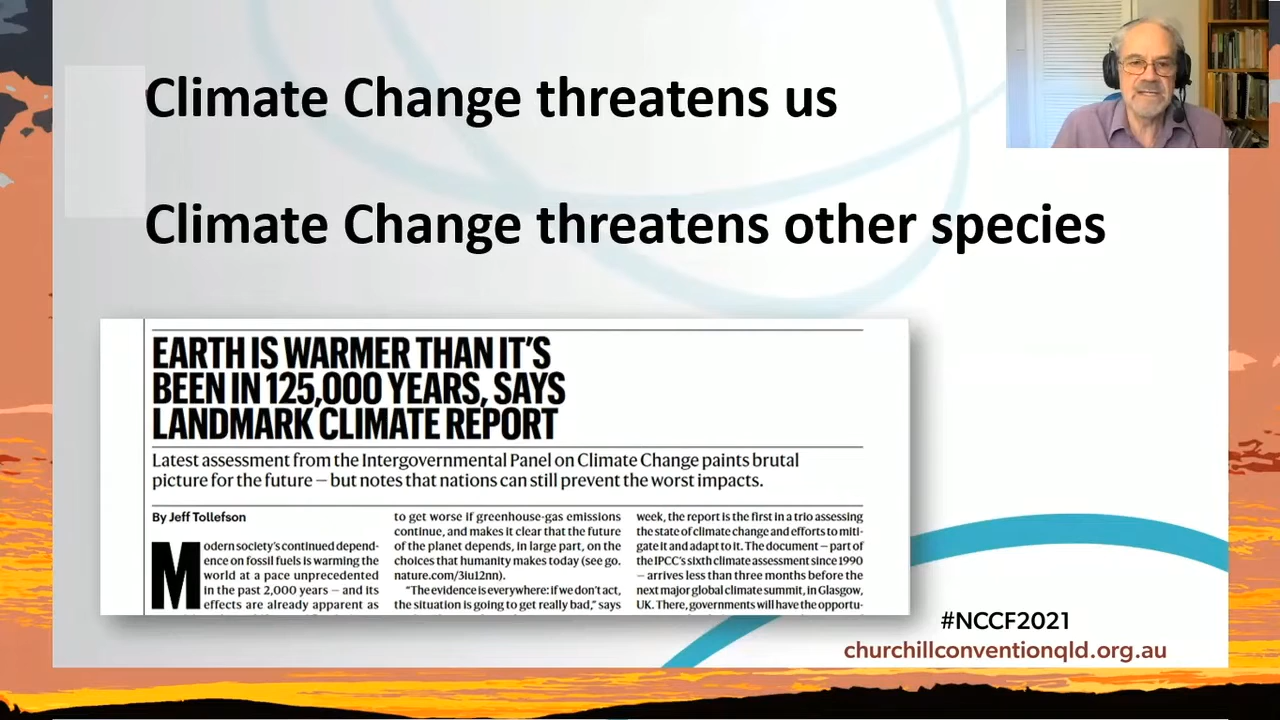 Climate Change threatens us
Climate Change threatens other species
EARTH IS WARMER THAN IT'S
BEEN IN 125,000 YEARS, SAYS
LANDMARK CLIMATE REPORT
Latest assessment from the Intergovernmental Panel on Climate Change paints brutal
picture for the future — but notes that nations can still prevent the worst impacts.
By Jeff Tollefson
Modern society's continued depend-
ence on fossil fuels is warming the
world at a pace unprecedented
in the past 2,000 years — and its
effects are already apparent as
to get worse if greenhouse-gas emissions
continue, and makes it clear that the future
of the planet depends, in large part, on the
choices that humanity makes today (see go.
nature.com/3iu12nn).
"The evidence is everywhere: if we don't act,
the situation is going to get really bad," says
week, the report is the first in a trio assessing
the state of climate change and efforts to miti-
gate it and adapt to it. The document — part of
the IPCC's sixth climate assessment since 1990
— arrives less than three months before the
next major global climate summit, in Glasgow,
UK. There, governments will have the opportu-
#NCCF2021
churchillconventionqld.org.au